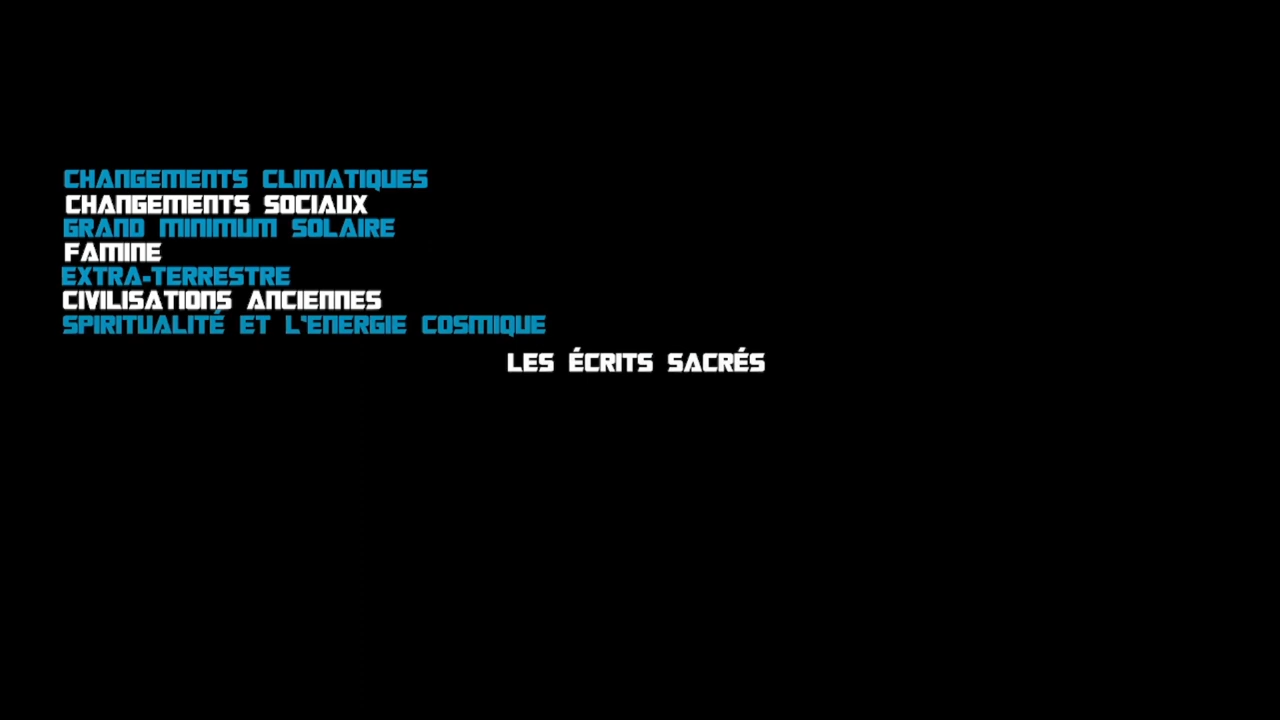 CHANGEMENTS CLIMATIQUES
CHANGEMENTS SOCIAUX
GRAND MINIMUM SOLAIRE
FAMINE
EXTRA-TERRESTRE
CIVILISATIONS ANCIENNES
SPIRITUALITÉ ET L'ENERGIE COSMIQUE
LES ÉCRITS SACRÉS